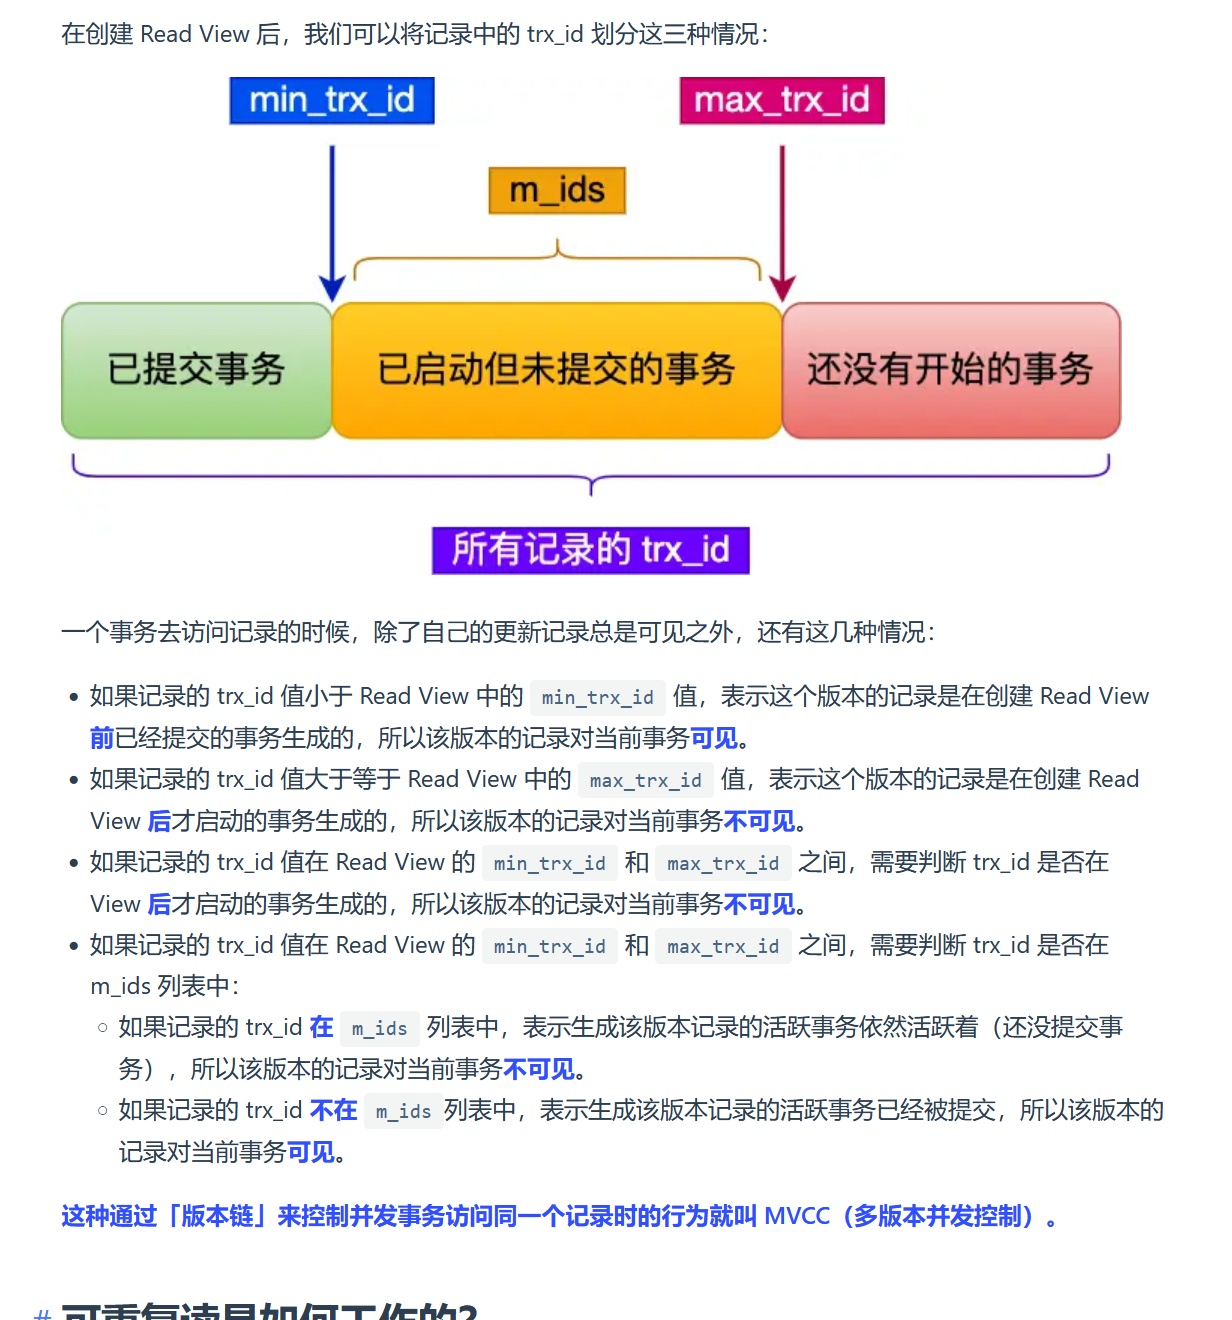 在创建 Read View 后，我们可以将记录中的 trx_id 划分这三种情况：
min_trx_id
max_trx_id
m_ids
已提交事务
已启动但未提交的事务
还没有开始的事务
所有记录的 trx_id
一个事务去访问记录的时候，除了自己的更新记录总是可见之外，还有这几种情况：
如果记录的 trx_id 值小于 Read View 中的 min_trx_id 值，表示这个版本的记录是在创建 Read View
前已经提交的事务生成的，所以该版本的记录对当前事务可见。
如果记录的 trx_id 值大于等于 Read View 中的 max_trx_id 值，表示这个版本的记录是在创建 Read
View 后才启动的事务生成的，所以该版本的记录对当前事务不可见。
如果记录的 trx_id 值在 Read View 的 min_trx_id 和 max_trx_id 之间，需要判断 trx_id 是否在
View 后才启动的事务生成的，所以该版本的记录对当前事务不可见。
如果记录的 trx_id 值在 Read View 的 min_trx_id 和 max_trx_id 之间，需要判断 trx_id 是否在
m_ids 列表中：
如果记录的 trx_id 在 m_ids 列表中，表示生成该版本记录的活跃事务依然活跃着（还没提交事
务），所以该版本的记录对当前事务不可见。
如果记录的 trx_id 不在 m_ids 列表中，表示生成该版本记录的活跃事务已经被提交，所以该版本的
记录对当前事务可见。
这种通过「版本链」来控制并发事务访问同一个记录时的行为就叫 MVCC（多版本并发控制）。
# 可重复读是如何工作的？